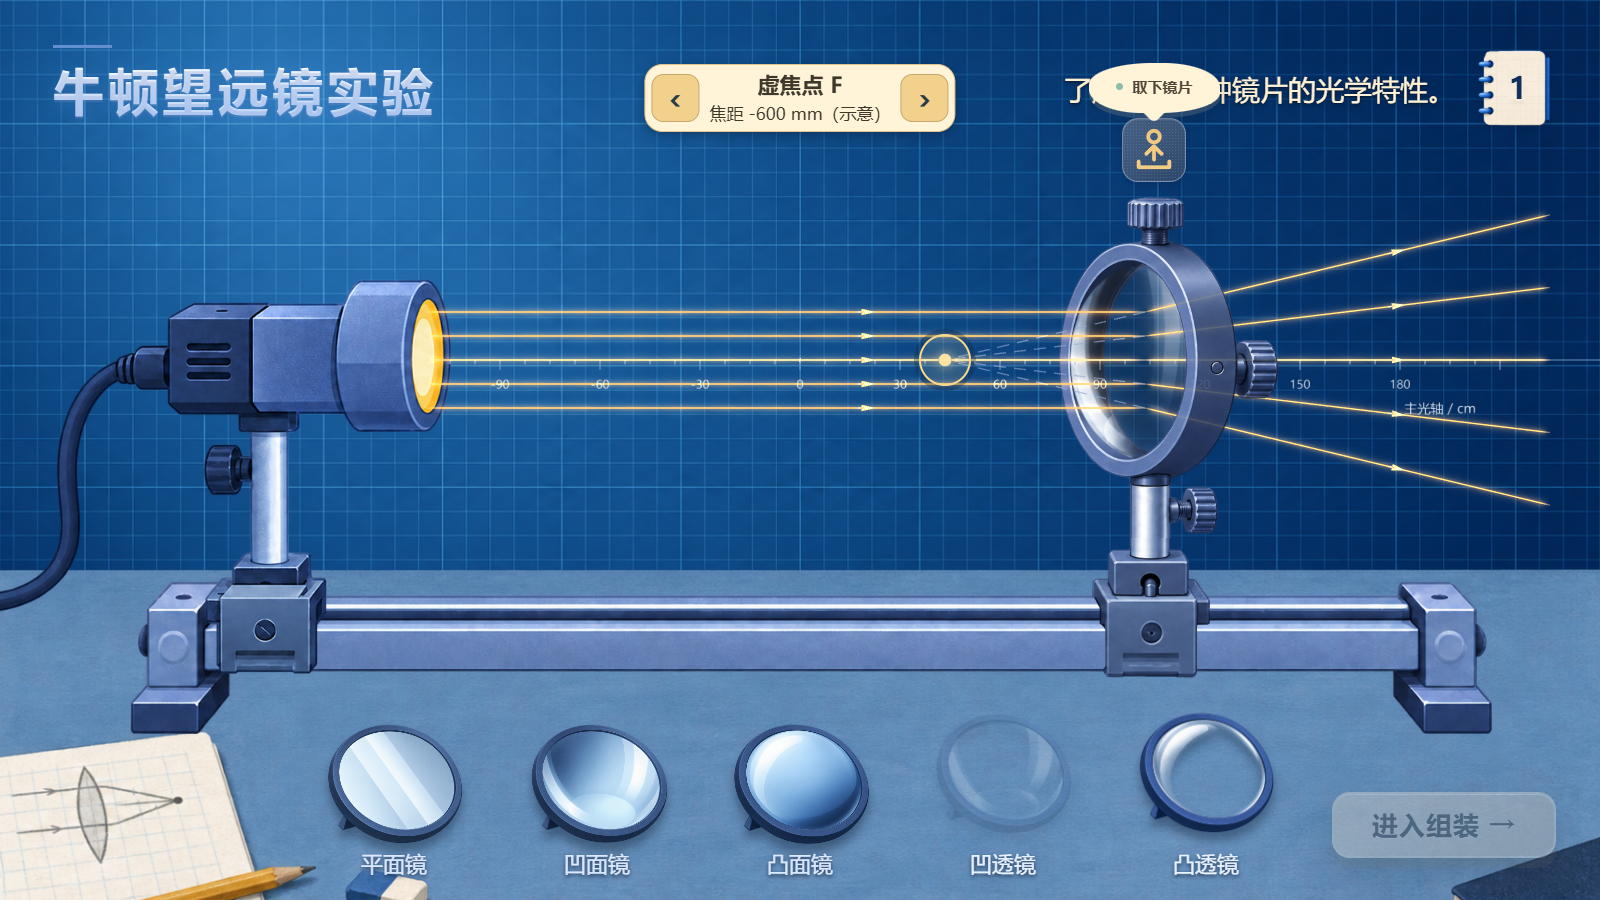 牛顿望远镜实验
‹ 虚焦点 F ›
焦距 -600 mm（示意）
了 钟镜片的光学特性。
取下镜片
1
-90 -60 -30 0 30 60 90 20 150 180
主光轴 / cm
平面镜 凹面镜 凸面镜 凹透镜 凸透镜
进入组装 →